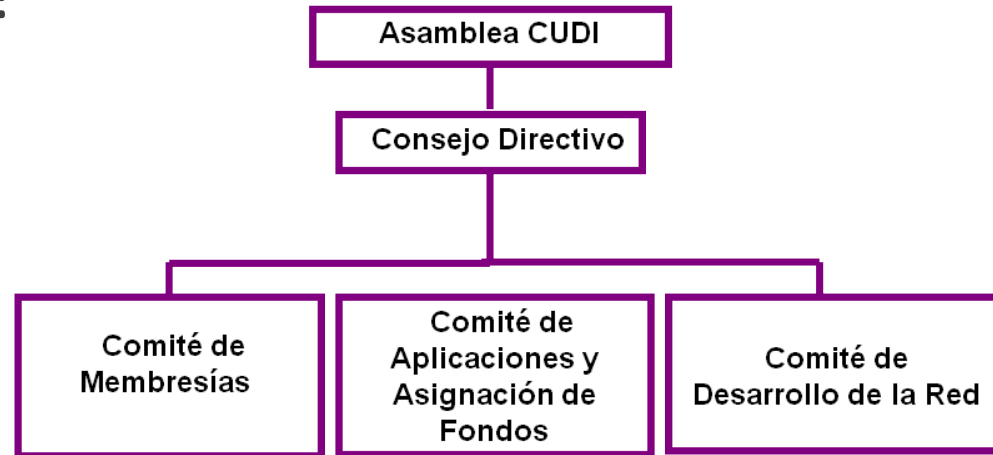 Asamblea CUDI
Consejo Directivo
Comité de
Membresías
Comité de
Aplicaciones y
Asignación de
Fondos
Comité de
Desarrollo de la Red